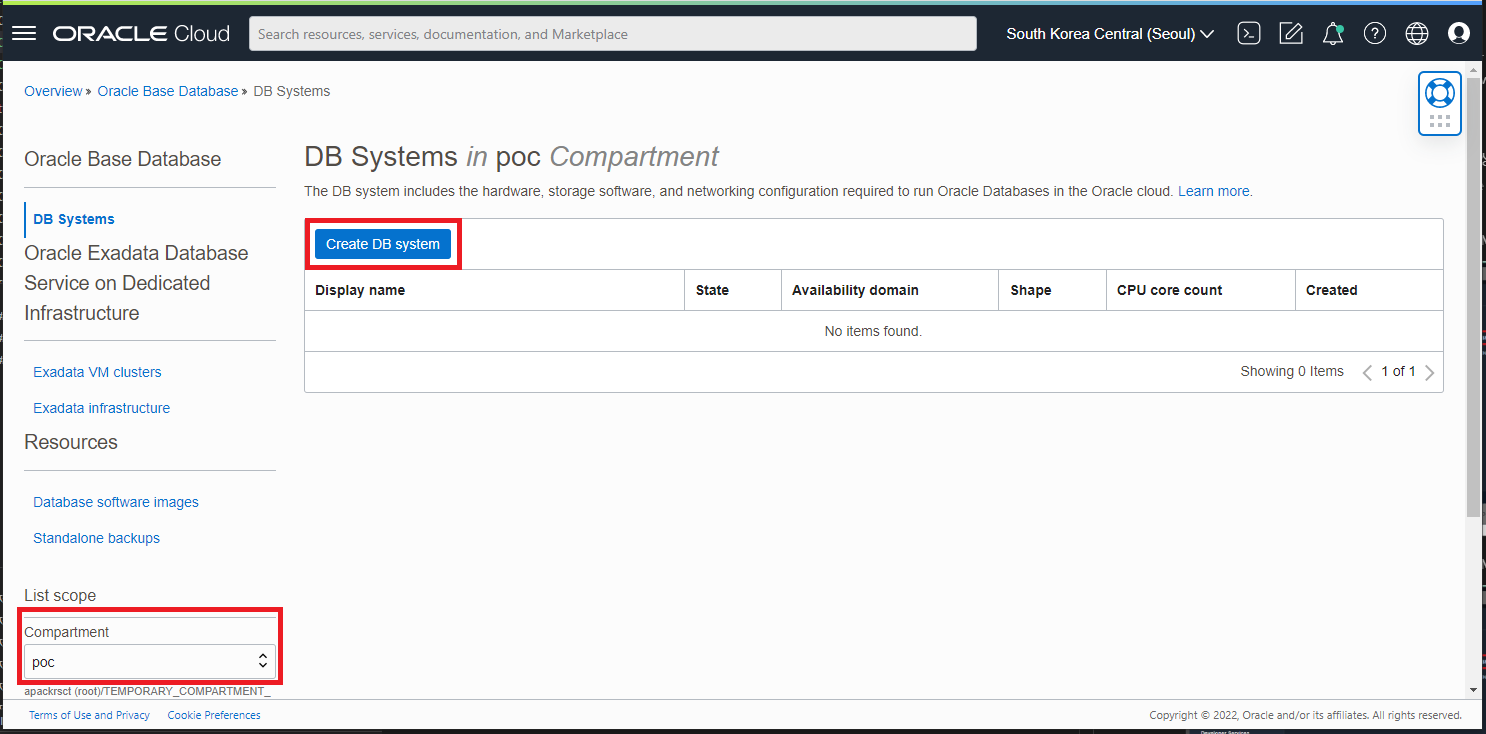 ORACLE Cloud
Search resources, services, documentation, and Marketplace
South Korea Central (Seoul)
Overview » Oracle Base Database » DB Systems
Oracle Base Database
DB Systems
Oracle Exadata Database
Service on Dedicated
Infrastructure
Exadata VM clusters
Exadata infrastructure
Resources
Database software images
Standalone backups
List scope
Compartment
poc
apackrsct (root)/TEMPORARY_COMPARTMENT_
DB Systems in poc Compartment
The DB system includes the hardware, storage software, and networking configuration required to run Oracle Databases in the Oracle cloud. Learn more.
Create DB system
Display name State Availability domain Shape CPU core count Created
No items found.
Showing 0 Items 1 of 1
Terms of Use and Privacy Cookie Preferences
Copyright © 2022, Oracle and/or its affiliates. All rights reserved.